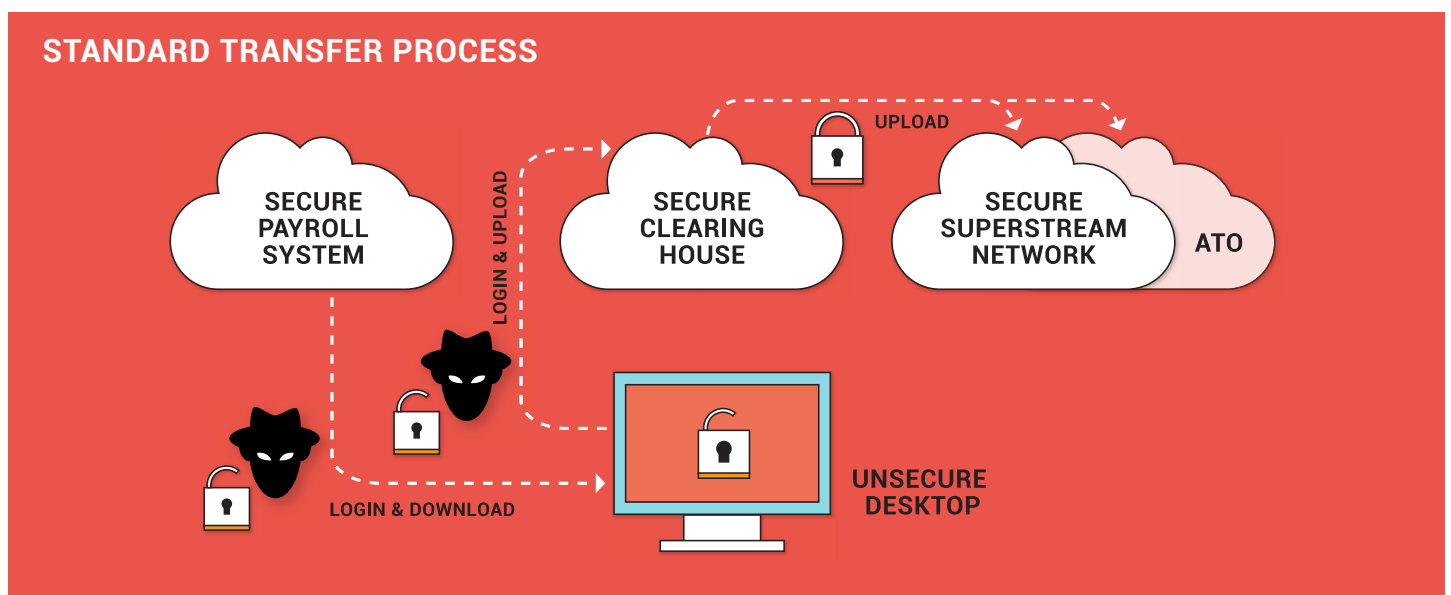 STANDARD TRANSFER PROCESS
SECURE
PAYROLL
SYSTEM
LOGIN & UPLOAD
SECURE
CLEARING
HOUSE
UPLOAD
SECURE
SUPERSTREAM
NETWORK
ATO
LOGIN & DOWNLOAD
UNSECURE
DESKTOP